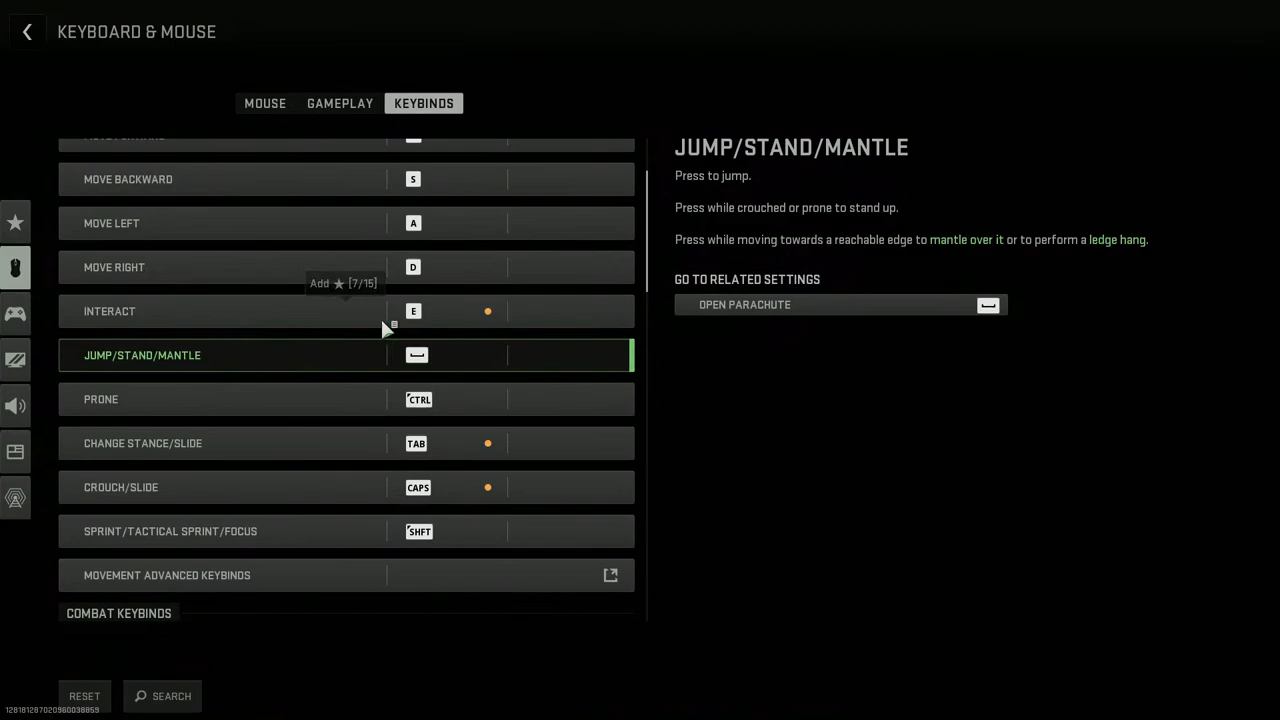 KEYBOARD & MOUSE
MOUSE GAMEPLAY KEYBINDS
MOVE BACKWARD S
MOVE LEFT A
MOVE RIGHT D
Add ★ [7/15]
INTERACT E
JUMP/STAND/MANTLE
PRONE CTRL
CHANGE STANCE/SLIDE TAB
CROUCH/SLIDE CAPS
SPRINT/TACTICAL SPRINT/FOCUS SHFT
MOVEMENT ADVANCED KEYBINDS
COMBAT KEYBINDS
JUMP/STAND/MANTLE
Press to jump.
Press while crouched or prone to stand up.
Press while moving towards a reachable edge to mantle over it or to perform a ledge hang.
GO TO RELATED SETTINGS
OPEN PARACHUTE
RESET SEARCH